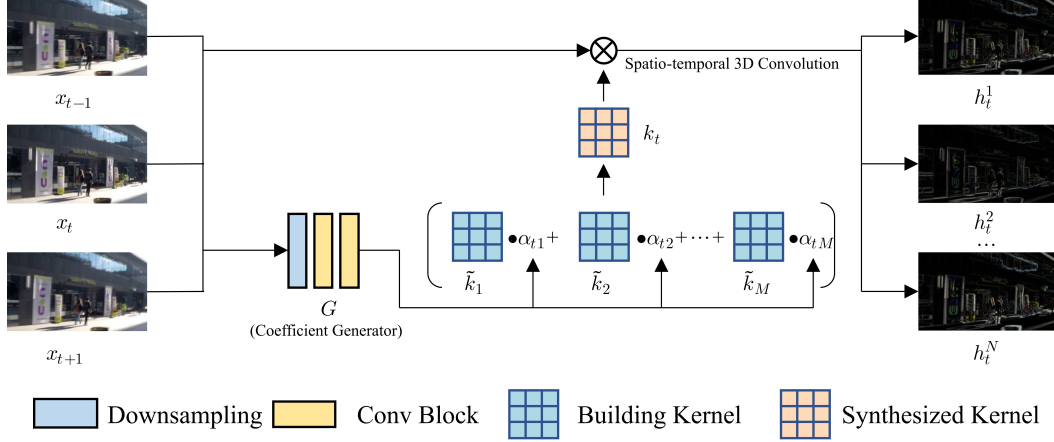 Spatio-temporal 3D Convolution
x_{t-1}
h_t^1
k_t
x_t
h_t^2
•α_{t1}+ •α_{t2}+ ⋯ + •α_{tM}
...
k̃_1 k̃_2 k̃_M
G
(Coefficient Generator)
x_{t+1}
h_t^N
Downsampling Conv Block Building Kernel Synthesized Kernel